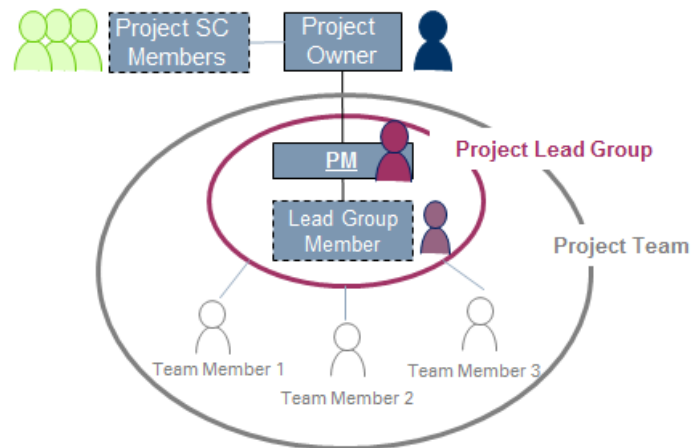 Project SC
Members
Project
Owner
PM
Project Lead Group
Lead Group
Member
Project Team
Team Member 1
Team Member 2
Team Member 3